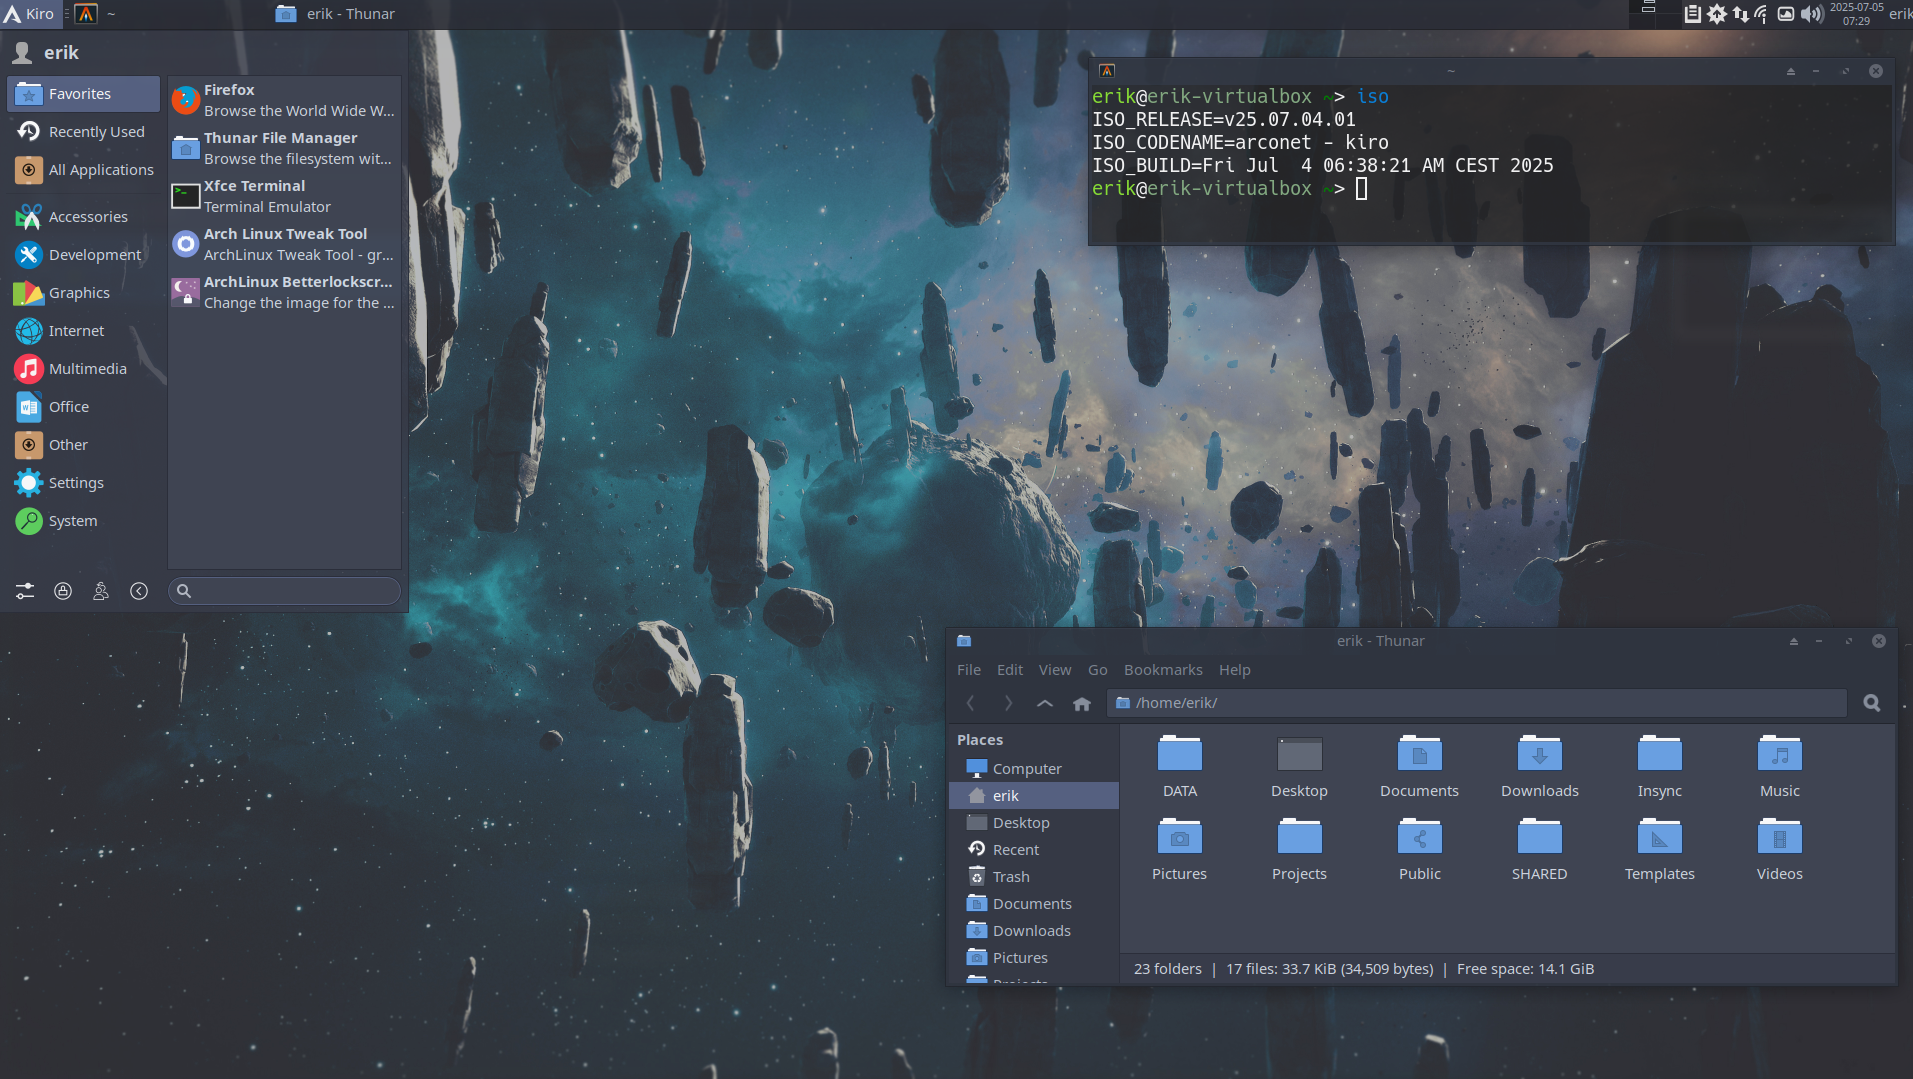 Kiro
~
erik - Thunar
2025-07-05
07:29
erik
erik
Favorites
Recently Used
All Applications
Accessories
Development
Graphics
Internet
Multimedia
Office
Other
Settings
System
Firefox
Browse the World Wide W...
Thunar File Manager
Browse the filesystem wit...
Xfce Terminal
Terminal Emulator
Arch Linux Tweak Tool
ArchLinux Tweak Tool - gr...
ArchLinux Betterlockscr...
Change the image for the ...
~
erik@erik-virtualbox ~> iso
ISO_RELEASE=v25.07.04.01
ISO_CODENAME=arconet - kiro
ISO_BUILD=Fri Jul  4 06:38:21 AM CEST 2025
erik@erik-virtualbox ~>
erik - Thunar
File Edit View Go Bookmarks Help
/home/erik/
Places
Computer
erik
Desktop
Recent
Trash
Documents
Downloads
Pictures
Projects
DATA Desktop Documents Downloads Insync Music
Pictures Projects Public SHARED Templates Videos
23 folders | 17 files: 33.7 KiB (34,509 bytes) | Free space: 14.1 GiB